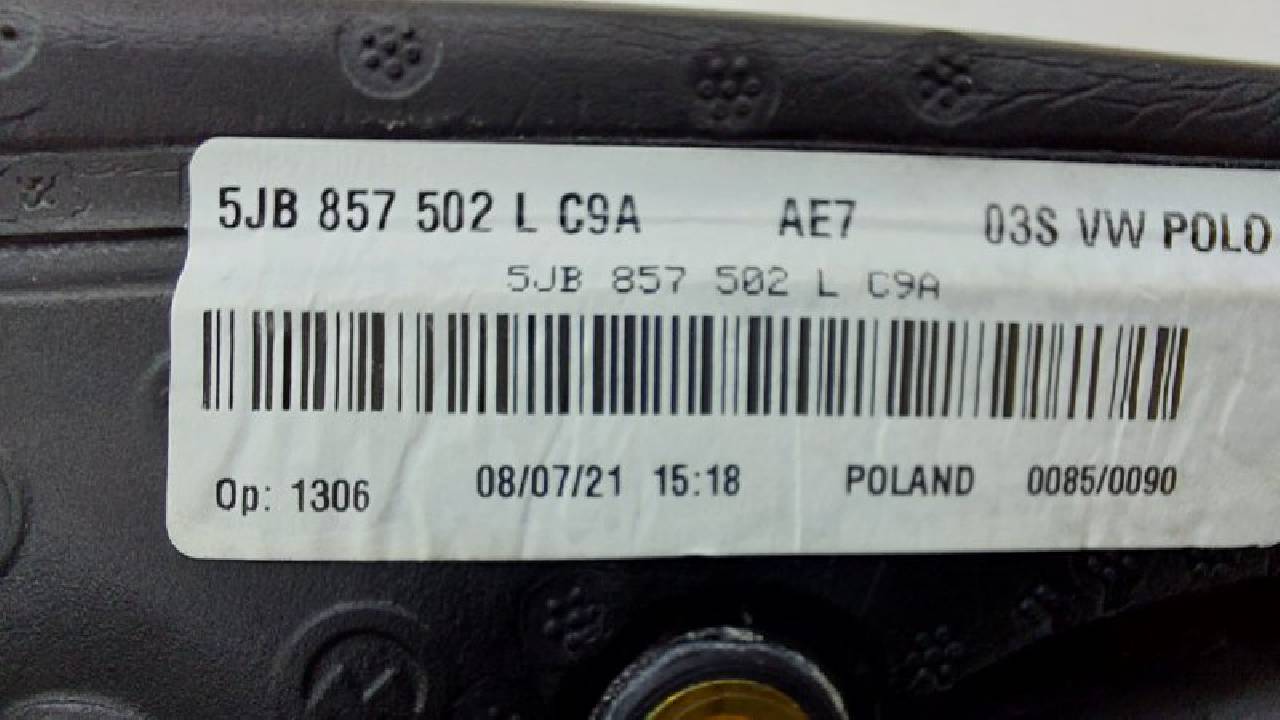 5JB 857 502 L C9A AE7 03S VW POLO
5JB 857 502 L C9A
Op: 1306 08/07/21 15:18 POLAND 0085/0090